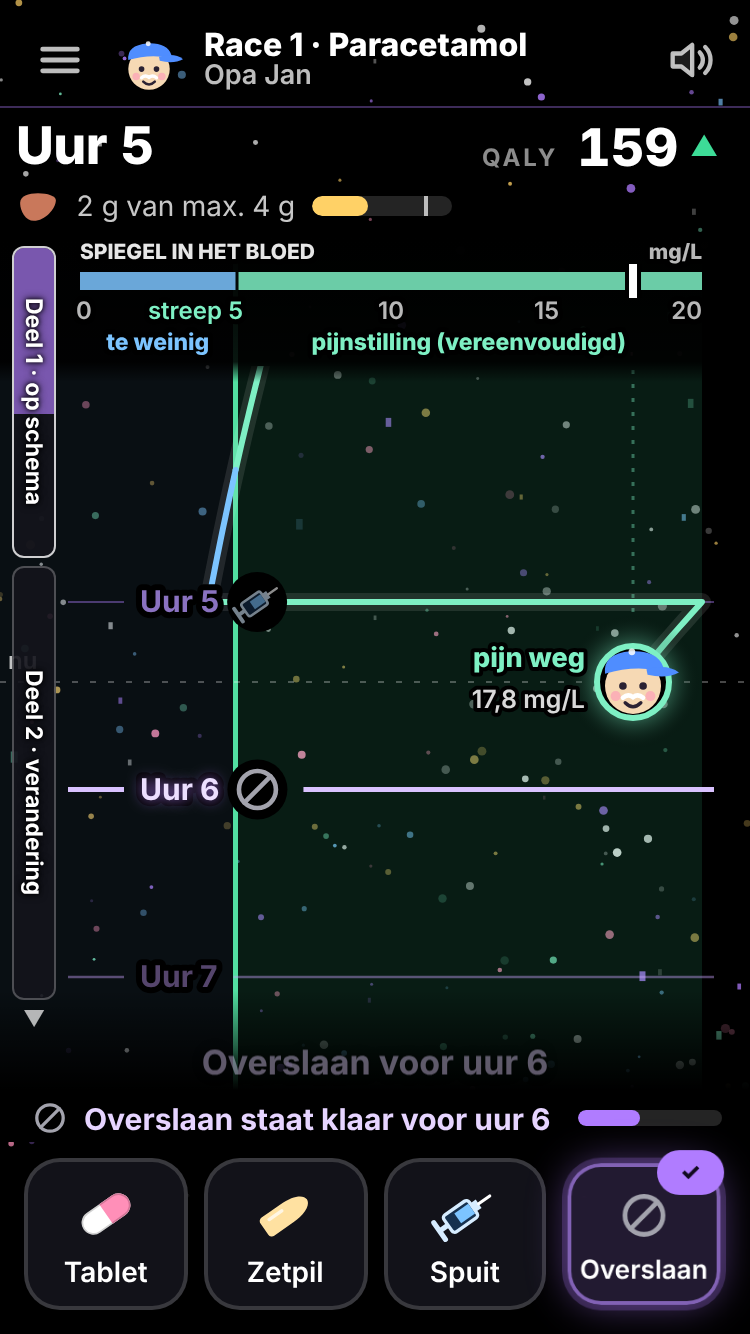 Race 1 · Paracetamol
Opa Jan
Uur 5
QALY 159
2 g van max. 4 g
SPIEGEL IN HET BLOED mg/L
0 streep 5 10 15 20
te weinig pijnstilling (vereenvoudigd)
Deel 1 · op schema
Uur 5
pijn weg
17,8 mg/L
nu
Deel 2 · verandering
Uur 6
Uur 7
Overslaan voor uur 6
Overslaan staat klaar voor uur 6
Tablet Zetpil Spuit Overslaan